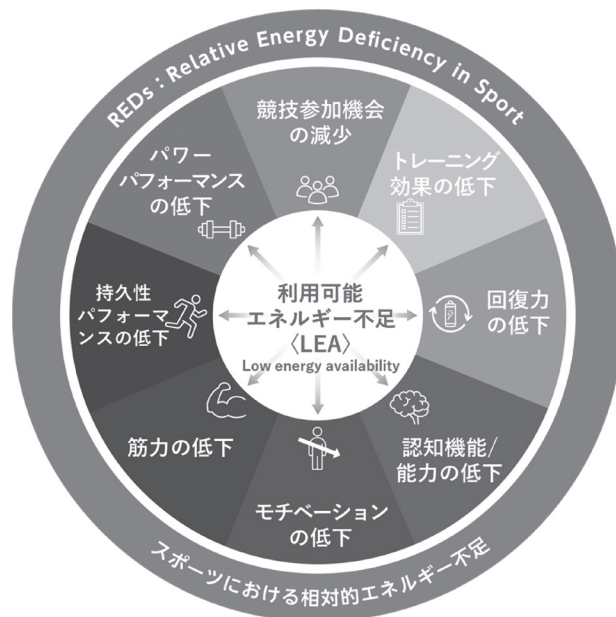 REDs：Relative Energy Deficiency in Sport
競技参加機会
の減少
トレーニング
効果の低下
回復力
の低下
認知機能/
能力の低下
モチベーション
の低下
筋力の低下
持久性
パフォーマ
ンスの低下
パワー
パフォーマンス
の低下
利用可能
エネルギー不足
〈LEA〉
Low energy availability
スポーツにおける相対的エネルギー不足